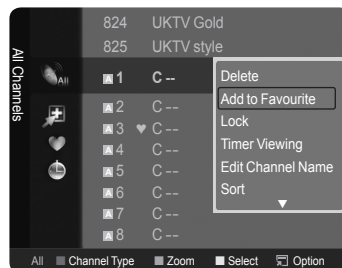 824 UKTV Gold
825 UKTV style
All Channels
All
A 1 C --
A 2 C --
A 3 ♥ C --
A 4 C --
A 5 C --
A 6 C --
A 7 C --
A 8 C --
Delete
Add to Favourite
Lock
Timer Viewing
Edit Channel Name
Sort
All Channel Type Zoom Select Option